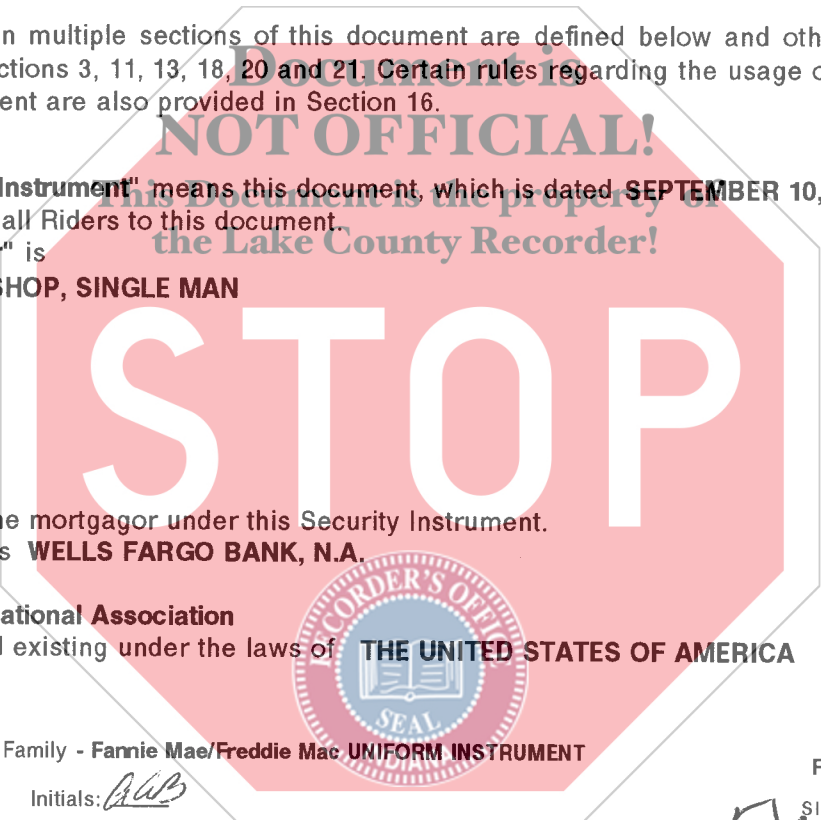 n multiple sections of this document are defined below and oth
ctions 3, 11, 13, 18, 20 and 21. Certain rules regarding the usage o
ent are also provided in Section 16.
Document is
NOT OFFICIAL!
This Document is the property of
the Lake County Recorder!
Instrument" means this document, which is dated SEPTEMBER 10,
all Riders to this document.
" is
SHOP, SINGLE MAN
STOP
ne mortgagor under this Security Instrument.
s WELLS FARGO BANK, N.A.
ational Association
d existing under the laws of THE UNITED STATES OF AMERICA
RECORDER'S OFFICE
SEAL
INDIANA
Family - Fannie Mae/Freddie Mac UNIFORM INSTRUMENT
Initials:
SI